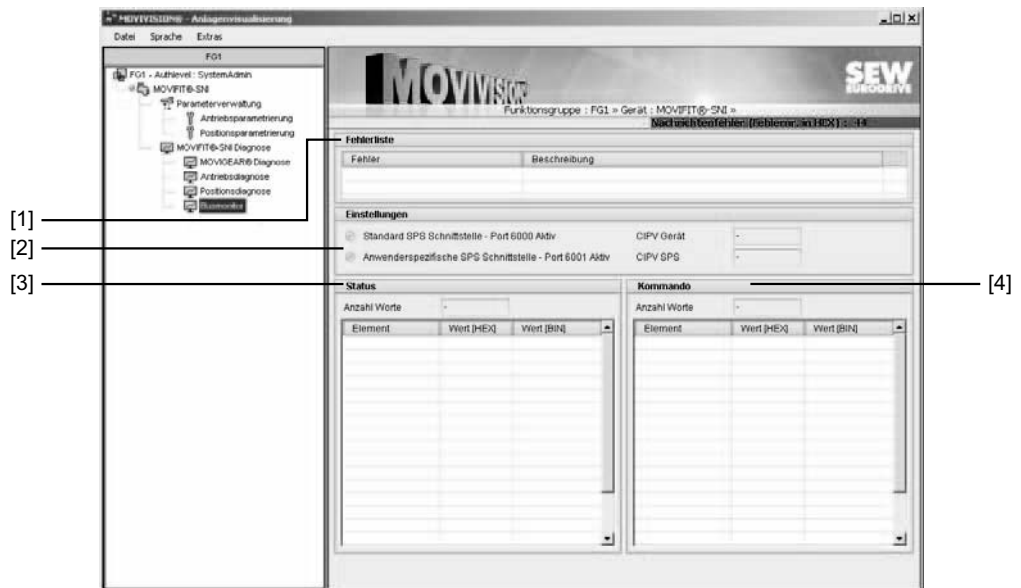 MOVIVISION® - Anlagenvisualisierung
Datei Sprache Extras
FG1
FG1 - Authlevel : SystemAdmin
MOVIFIT®-SNI
Parameterverwaltung
Antriebsparametrierung
Positionsparametrierung
MOVIFIT®-SNI Diagnose
MOVIGEAR® Diagnose
Antriebsdiagnose
Positionsdiagnose
Busmonitor
MOVIVISION
SEW
EURODRIVE
Funktionsgruppe : FG1 » Gerät : MOVIFIT®-SNI »
Nachrichtenfehler (Fehlernr. in HEX) : 44
Fehlerliste
Fehler Beschreibung
Einstellungen
Standard SPS Schnittstelle - Port 6000 Aktiv CIPV Gerät -
Anwenderspezifische SPS Schnittstelle - Port 6001 Aktiv CIPV SPS -
Status Kommando
Anzahl Worte - Anzahl Worte -
Element Wert [HEX] Wert [BIN] Element Wert [HEX] Wert [BIN]
[1]
[2]
[3]
[4]